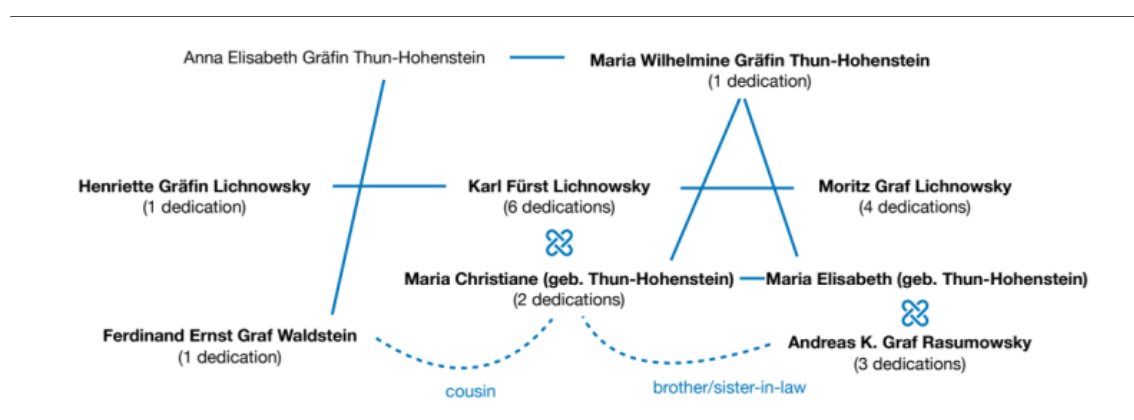 Anna Elisabeth Gräfin Thun-Hohenstein
Maria Wilhelmine Gräfin Thun-Hohenstein
(1 dedication)
Henriette Gräfin Lichnowsky
(1 dedication)
Karl Fürst Lichnowsky
(6 dedications)
Moritz Graf Lichnowsky
(4 dedications)
Maria Christiane (geb. Thun-Hohenstein)
(2 dedications)
Maria Elisabeth (geb. Thun-Hohenstein)
Ferdinand Ernst Graf Waldstein
(1 dedication)
Andreas K. Graf Rasumowsky
(3 dedications)
cousin
brother/sister-in-law